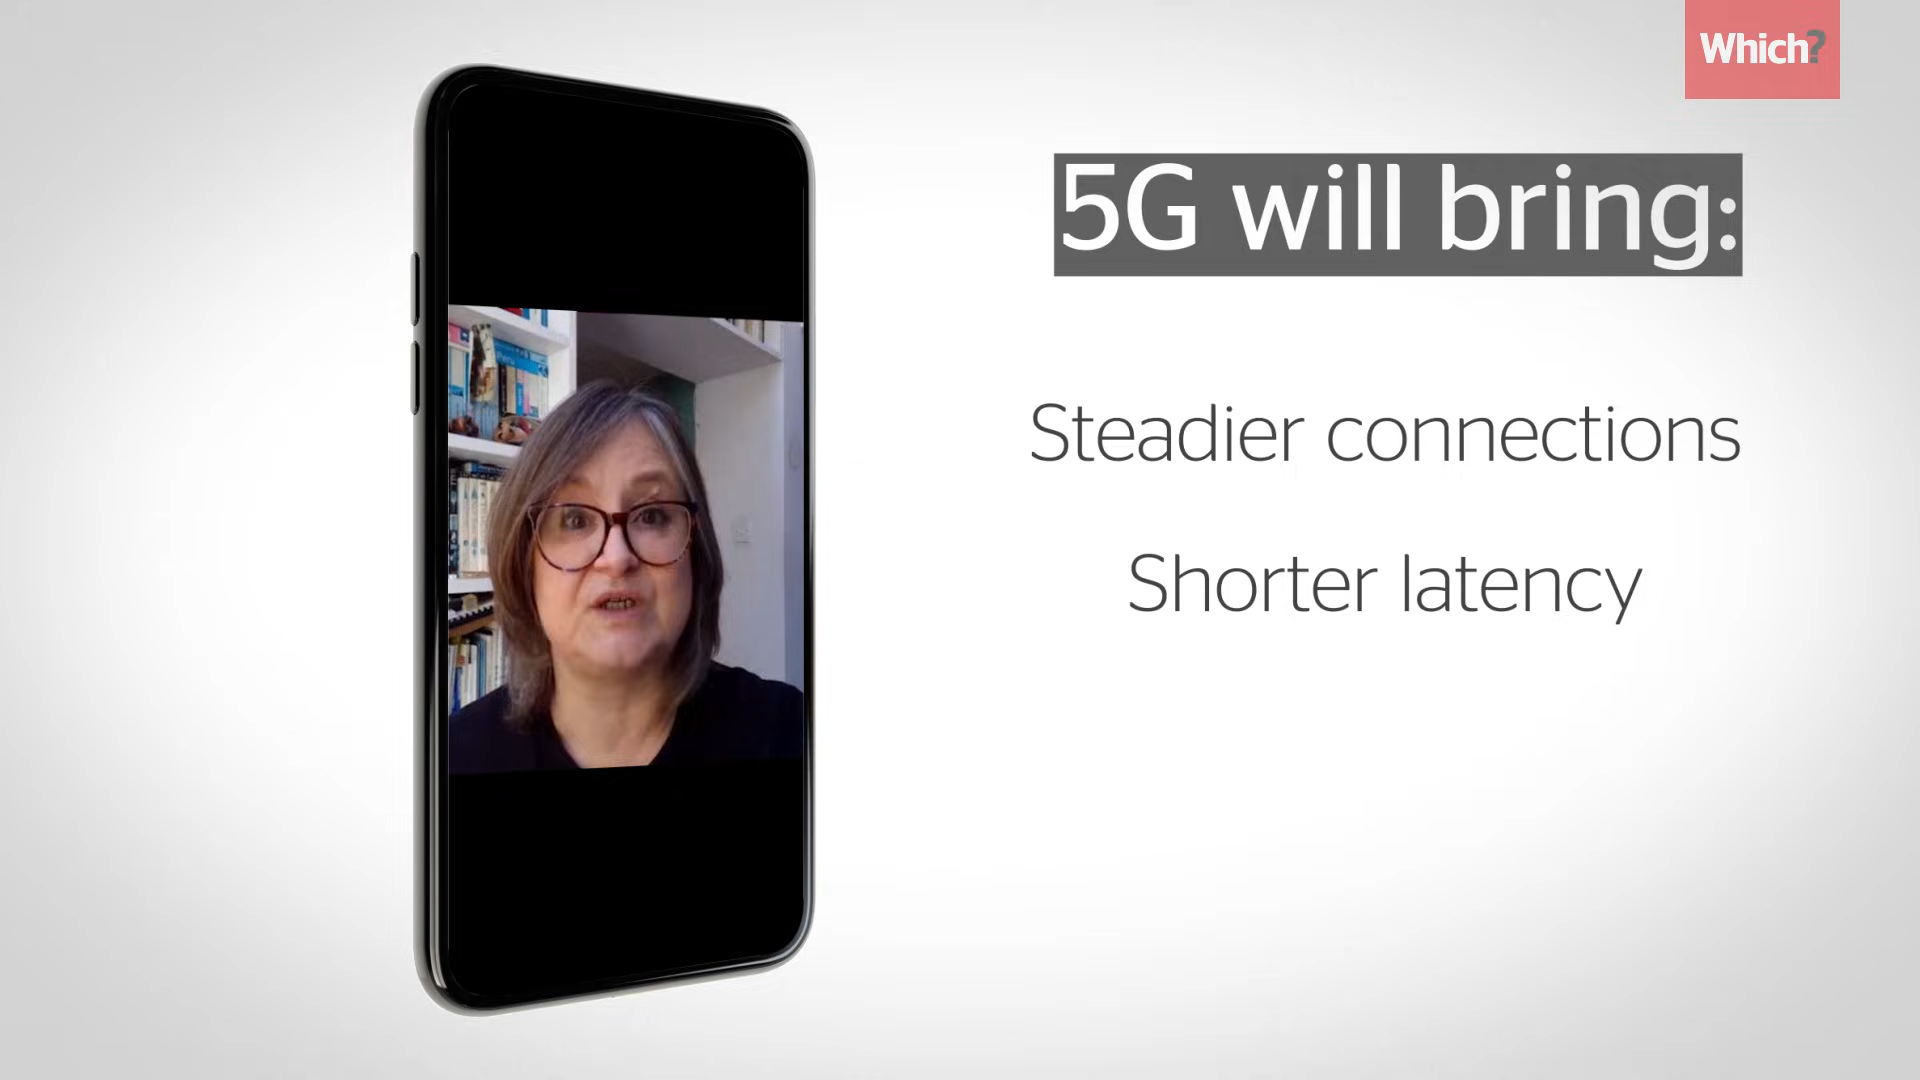 Which?
5G will bring:
Steadier connections
Shorter latency